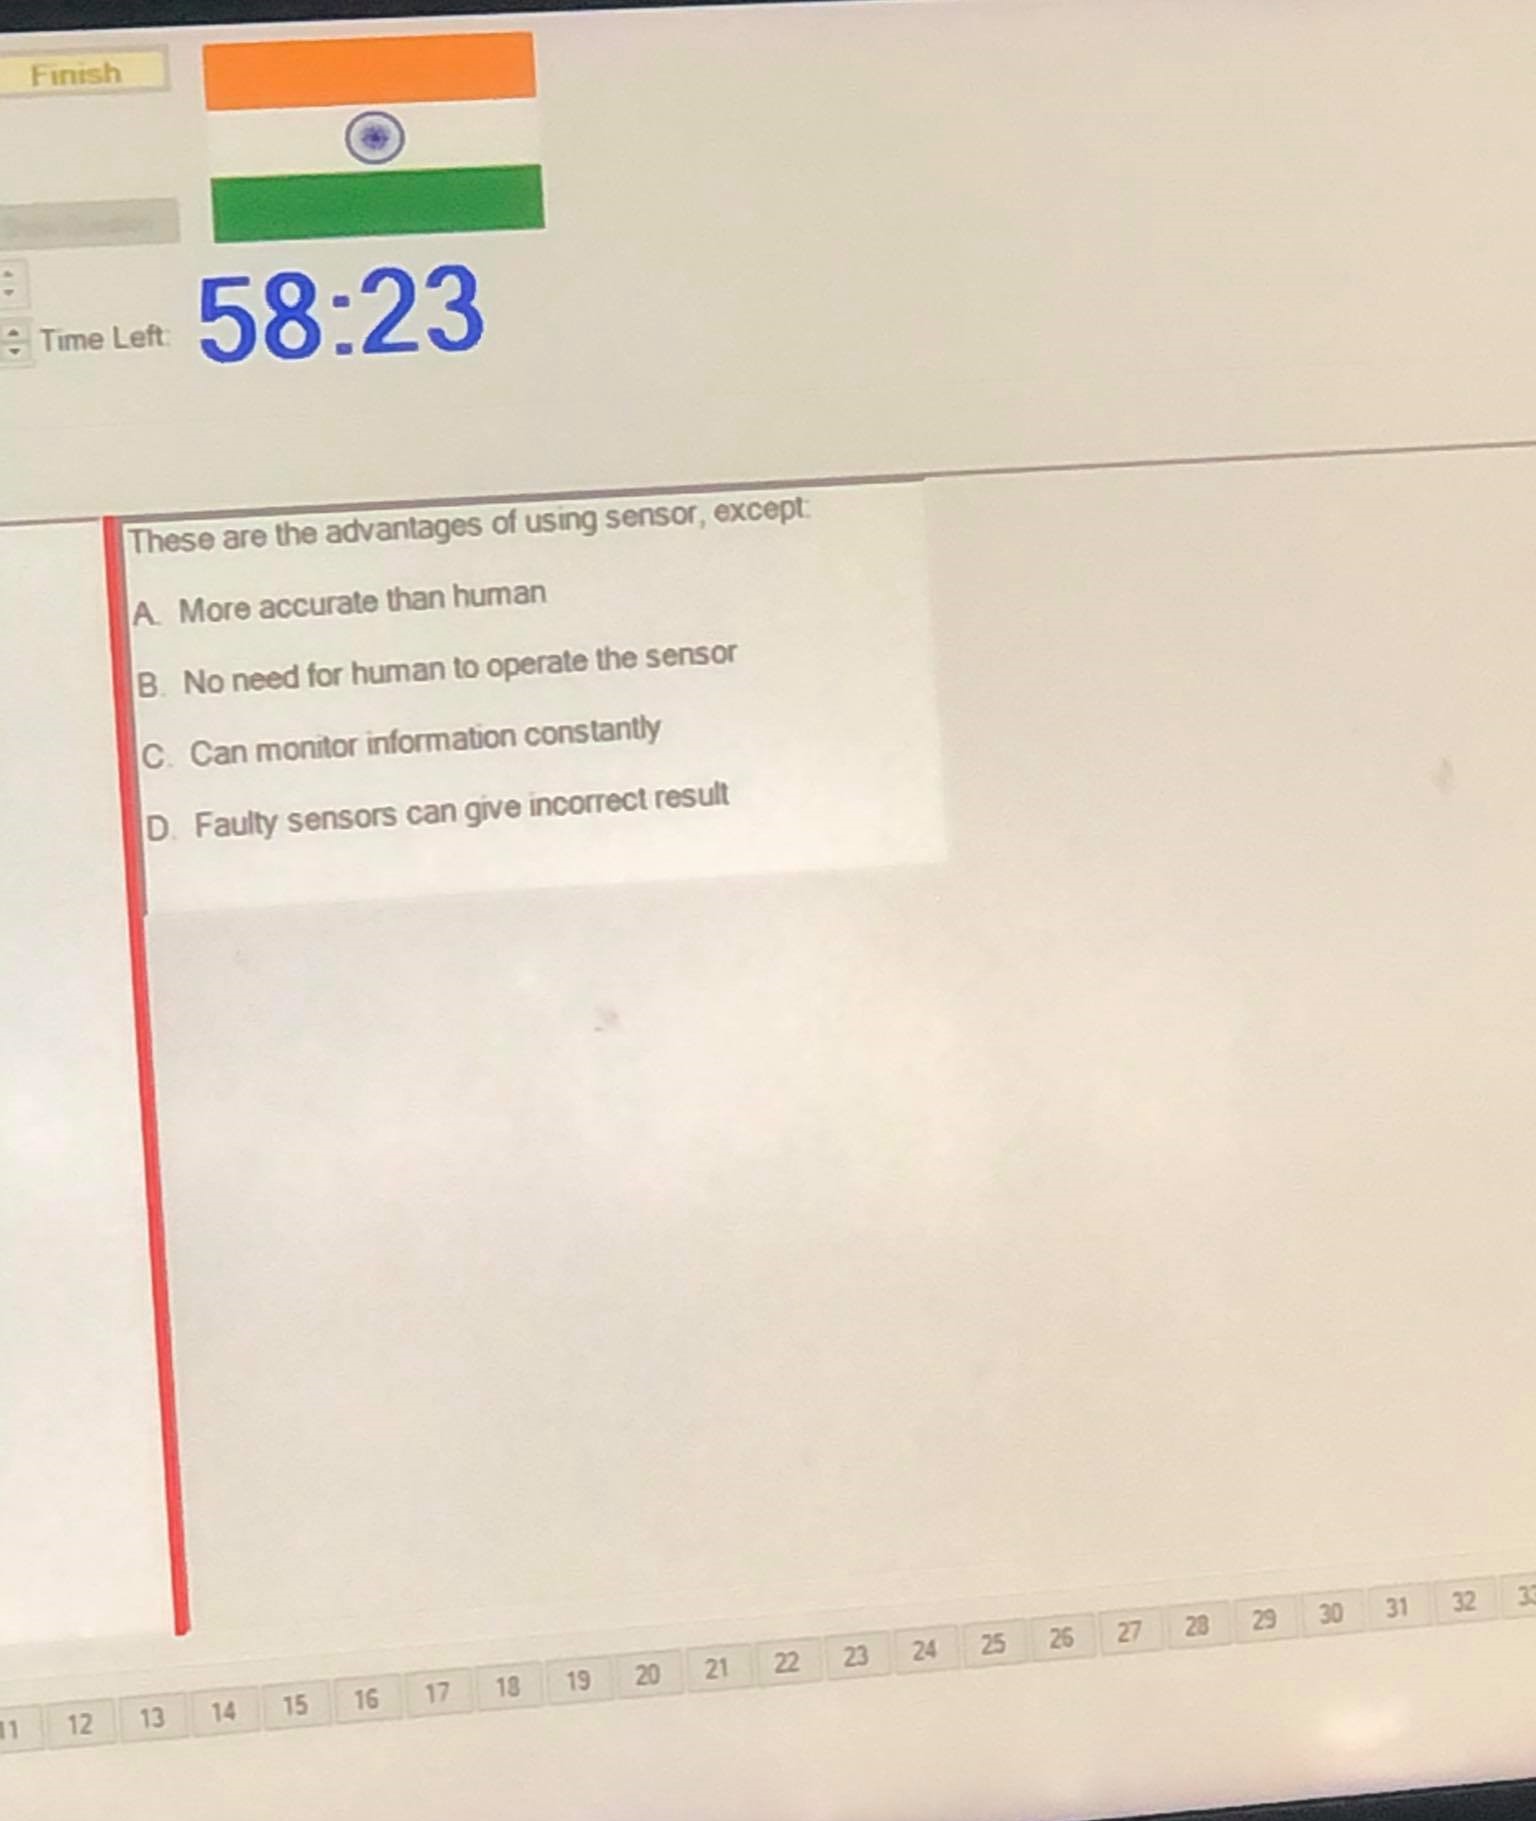 Finish
Time Left:
58:23
These are the advantages of using sensor, except:
A. More accurate than human
B. No need for human to operate the sensor
C. Can monitor information constantly
D. Faulty sensors can give incorrect result
11 12 13 14 15 16 17 18 19 20 21 22 23 24 25 26 27 28 29 30 31 32 33